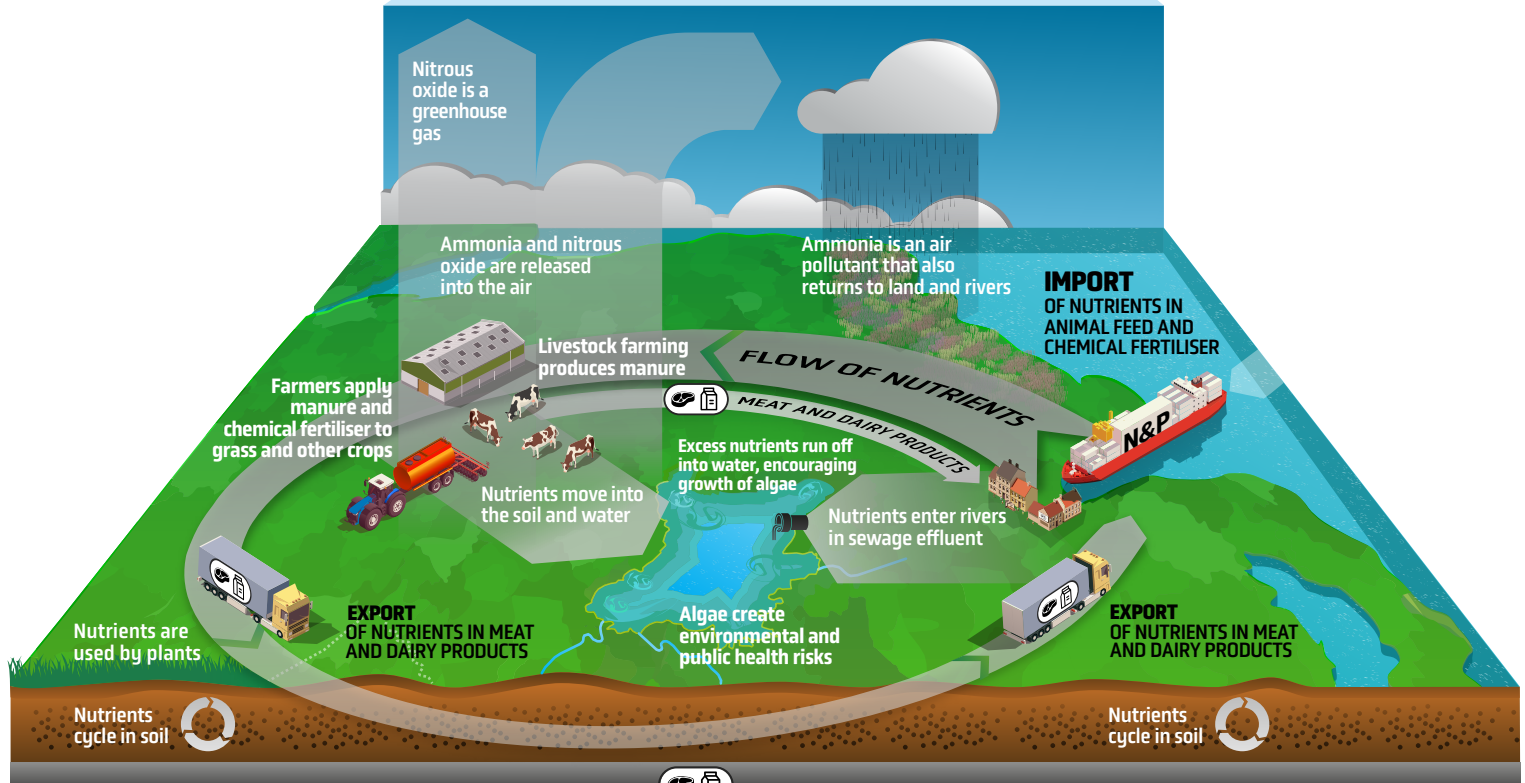 Nitrous
oxide is a
greenhouse
gas
Ammonia and nitrous
oxide are released
into the air
Ammonia is an air
pollutant that also
returns to land and rivers
IMPORT
OF NUTRIENTS IN
ANIMAL FEED AND
CHEMICAL FERTILISER
Livestock farming
produces manure
FLOW OF NUTRIENTS
MEAT AND DAIRY PRODUCTS
N&P
Farmers apply
manure and
chemical fertiliser to
grass and other crops
Excess nutrients run off
into water, encouraging
growth of algae
Nutrients move into
the soil and water
Nutrients enter rivers
in sewage effluent
EXPORT
OF NUTRIENTS IN MEAT
AND DAIRY PRODUCTS
Algae create
environmental and
public health risks
EXPORT
OF NUTRIENTS IN MEAT
AND DAIRY PRODUCTS
Nutrients are
used by plants
Nutrients
cycle in soil
Nutrients
cycle in soil